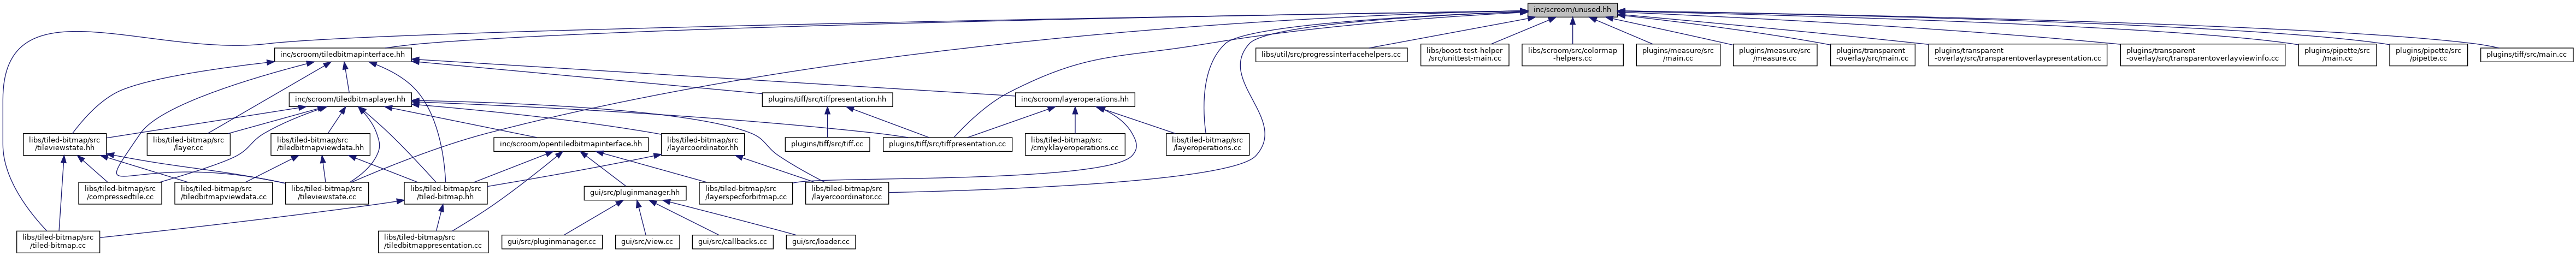 inc/scroom/unused.hh
inc/scroom/tiledbitmapinterface.hh
libs/util/src/progressinterfacehelpers.cc
libs/boost-test-helper
/src/unittest-main.cc
libs/scroom/src/colormap
-helpers.cc
plugins/measure/src
/main.cc
plugins/measure/src
/measure.cc
plugins/transparent
-overlay/src/main.cc
plugins/transparent
-overlay/src/transparentoverlaypresentation.cc
plugins/transparent
-overlay/src/transparentoverlayviewinfo.cc
plugins/pipette/src
/main.cc
plugins/pipette/src
/pipette.cc
plugins/tiff/src/main.cc
inc/scroom/tiledbitmaplayer.hh
plugins/tiff/src/tiffpresentation.hh
inc/scroom/layeroperations.hh
libs/tiled-bitmap/src
/tileviewstate.hh
libs/tiled-bitmap/src
/layer.cc
libs/tiled-bitmap/src
/tiledbitmapviewdata.hh
inc/scroom/opentiledbitmapinterface.hh
libs/tiled-bitmap/src
/layercoordinator.hh
plugins/tiff/src/tiff.cc
plugins/tiff/src/tiffpresentation.cc
libs/tiled-bitmap/src
/cmyklayeroperations.cc
libs/tiled-bitmap/src
/layeroperations.cc
libs/tiled-bitmap/src
/compressedtile.cc
libs/tiled-bitmap/src
/tiledbitmapviewdata.cc
libs/tiled-bitmap/src
/tileviewstate.cc
libs/tiled-bitmap/src
/tiled-bitmap.hh
gui/src/pluginmanager.hh
libs/tiled-bitmap/src
/layerspecforbitmap.cc
libs/tiled-bitmap/src
/layercoordinator.cc
libs/tiled-bitmap/src
/tiled-bitmap.cc
libs/tiled-bitmap/src
/tiledbitmappresentation.cc
gui/src/pluginmanager.cc
gui/src/view.cc
gui/src/callbacks.cc
gui/src/loader.cc